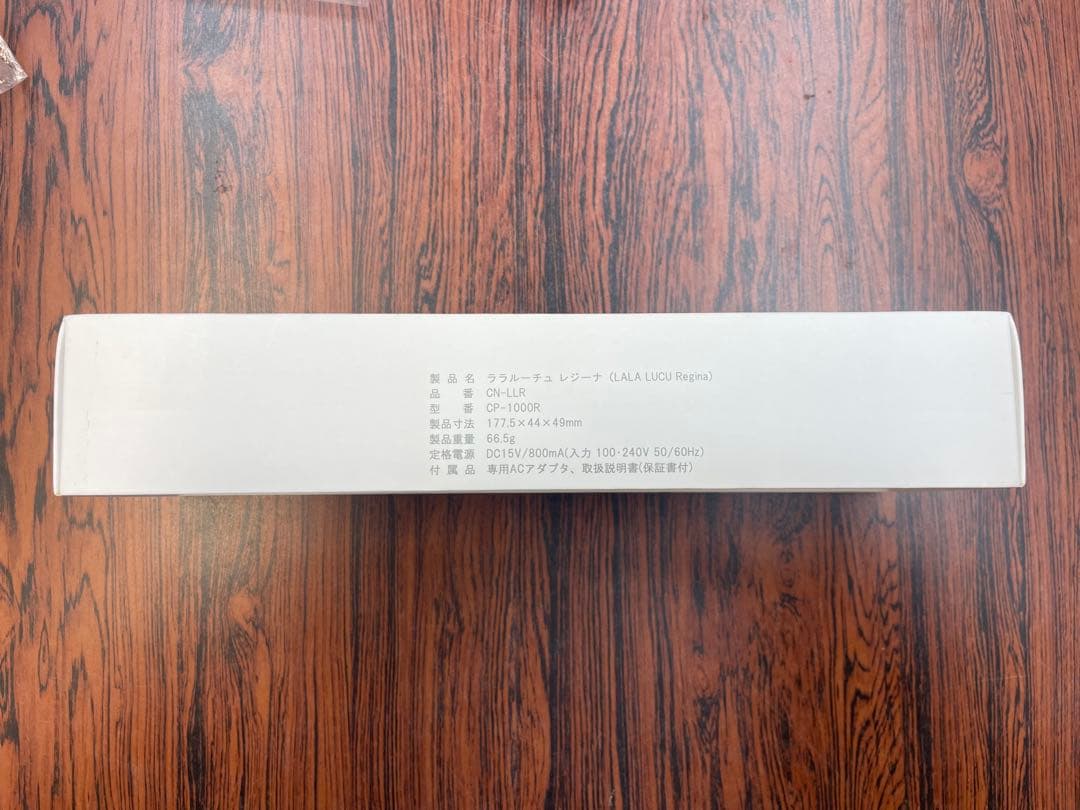 製品名 ララルーチュ レジーナ (LALA LUCU Regina)
品番 CN-LLR
型番 CP-1000R
製品寸法 177.5×44×49mm
製品重量 66.5g
定格電源 DC15V/800mA(入力 100-240V 50/60Hz)
付属品 専用ACアダプタ、取扱説明書(保証書付)